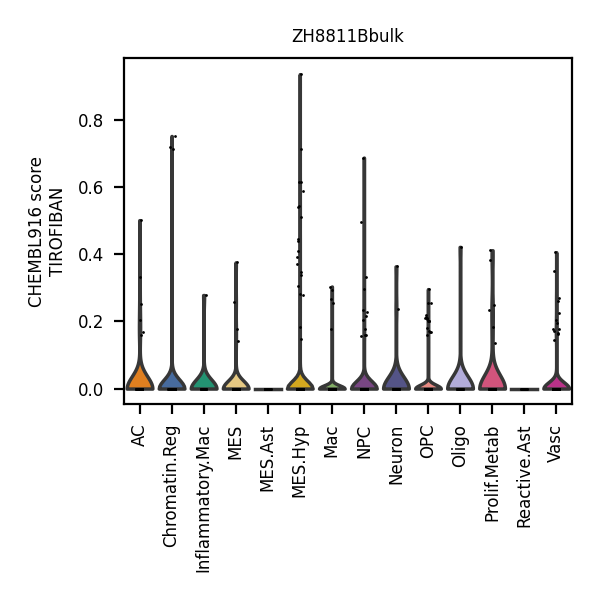 ZH8811Bbulk
CHEMBL916 score
TIROFIBAN
0.8
0.6
0.4
0.2
0.0
AC
Chromatin.Reg
Inflammatory.Mac
MES
MES.Ast
MES.Hyp
Mac
NPC
Neuron
OPC
Oligo
Prolif.Metab
Reactive.Ast
Vasc